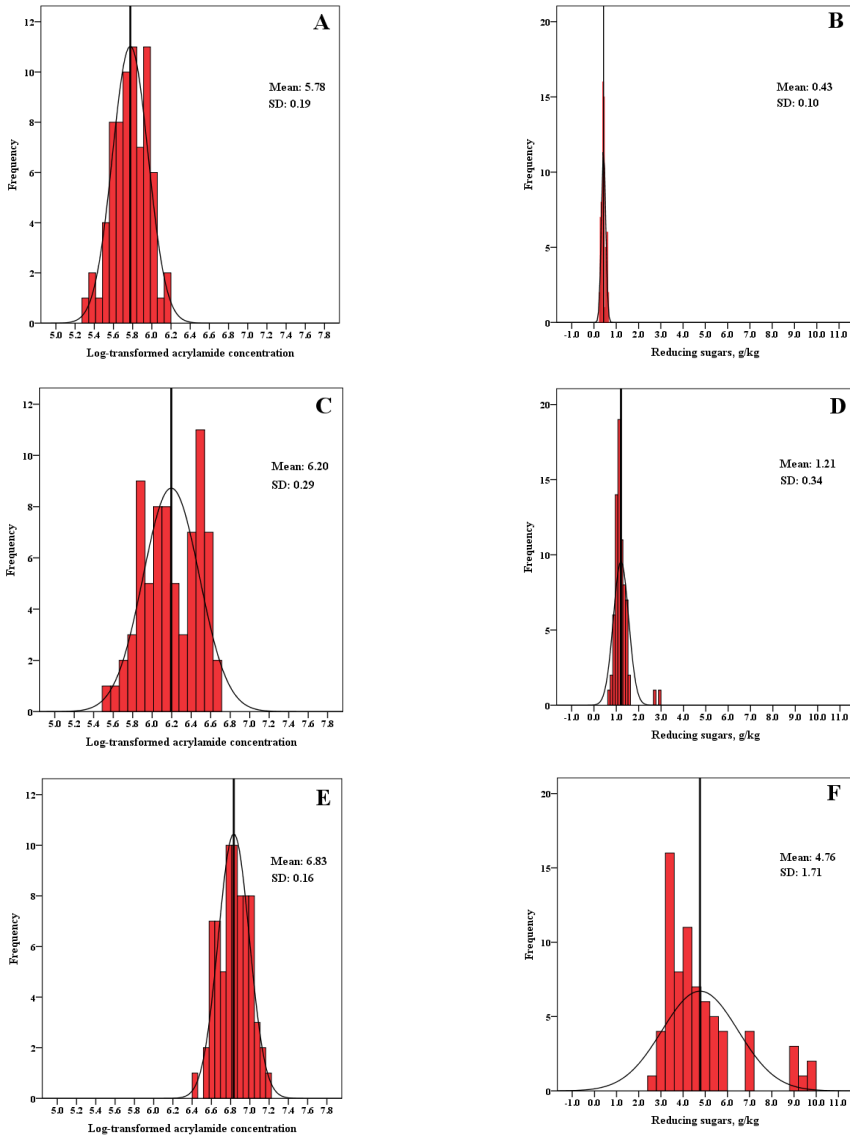 A
12
10
8
6
4
2
0
Frequency
Mean: 5.78
SD: 0.19
5.0 5.2 5.4 5.6 5.8 6.0 6.2 6.4 6.6 6.8 7.0 7.2 7.4 7.6 7.8
Log-transformed acrylamide concentration
B
20
15
10
5
0
Frequency
Mean: 0.43
SD: 0.10
-1.0 0.0 1.0 2.0 3.0 4.0 5.0 6.0 7.0 8.0 9.0 10.0 11.0
Reducing sugars, g/kg
C
12
10
8
6
4
2
0
Frequency
Mean: 6.20
SD: 0.29
5.0 5.2 5.4 5.6 5.8 6.0 6.2 6.4 6.6 6.8 7.0 7.2 7.4 7.6 7.8
Log-transformed acrylamide concentration
D
20
15
10
5
0
Frequency
Mean: 1.21
SD: 0.34
-1.0 0.0 1.0 2.0 3.0 4.0 5.0 6.0 7.0 8.0 9.0 10.0 11.0
Reducing sugars, g/kg
E
12
10
8
6
4
2
0
Frequency
Mean: 6.83
SD: 0.16
5.0 5.2 5.4 5.6 5.8 6.0 6.2 6.4 6.6 6.8 7.0 7.2 7.4 7.6 7.8
Log-transformed acrylamide concentration
F
20
15
10
5
0
Frequency
Mean: 4.76
SD: 1.71
-1.0 0.0 1.0 2.0 3.0 4.0 5.0 6.0 7.0 8.0 9.0 10.0 11.0
Reducing sugars, g/kg